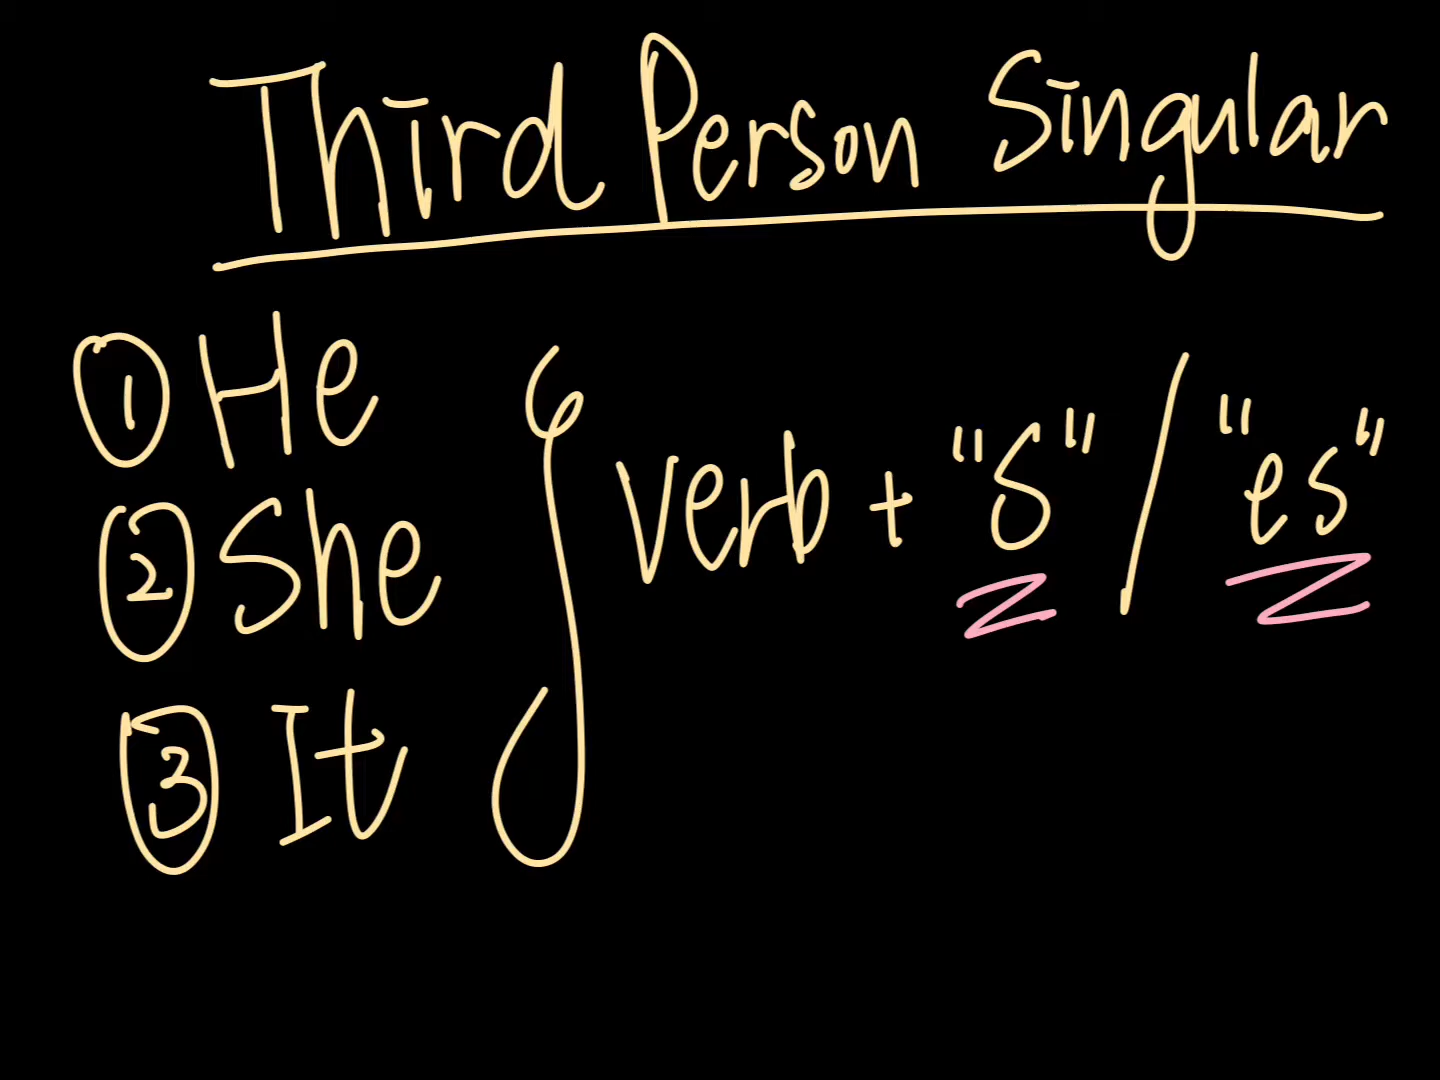 Third Person Singular
① He
② She
③ It
verb + "s" / "es"